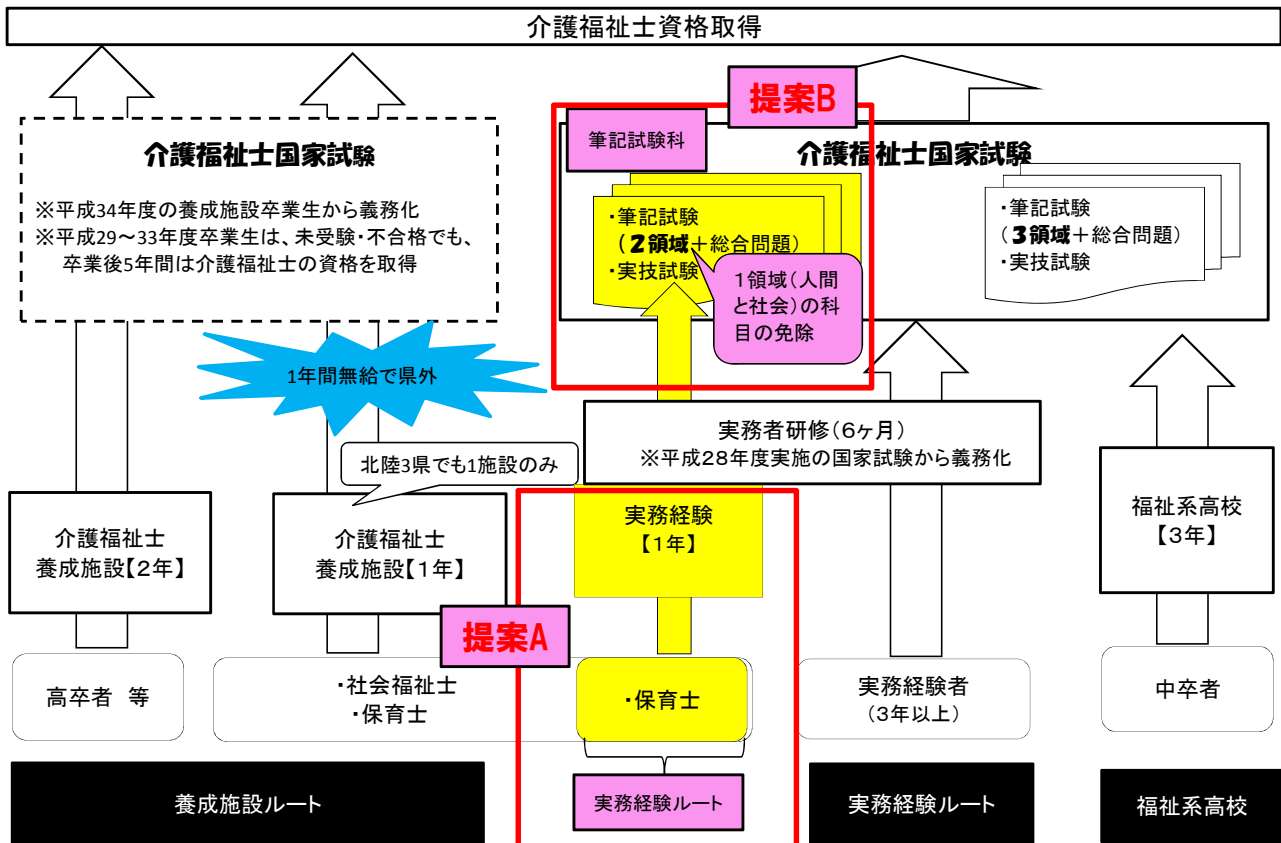 介護福祉士資格取得
提案B
筆記試験科
介護福祉士国家試験
※平成34年度の養成施設卒業生から義務化
※平成29～33年度卒業生は、未受験・不合格でも、
卒業後5年間は介護福祉士の資格を取得
介護福祉士国家試験
・筆記試験
（２領域＋総合問題）
・実技試験
1領域（人間
と社会）の科
目の免除
・筆記試験
（３領域＋総合問題）
・実技試験
1年間無給で県外
北陸3県でも1施設のみ
実務者研修（６ヶ月）
※平成２８年度実施の国家試験から義務化
介護福祉士
養成施設【２年】
介護福祉士
養成施設【１年】
実務経験
【１年】
福祉系高校
【３年】
提案A
高卒者 等
・社会福祉士
・保育士
・保育士
実務経験者
（３年以上）
中卒者
養成施設ルート
実務経験ルート
実務経験ルート
福祉系高校